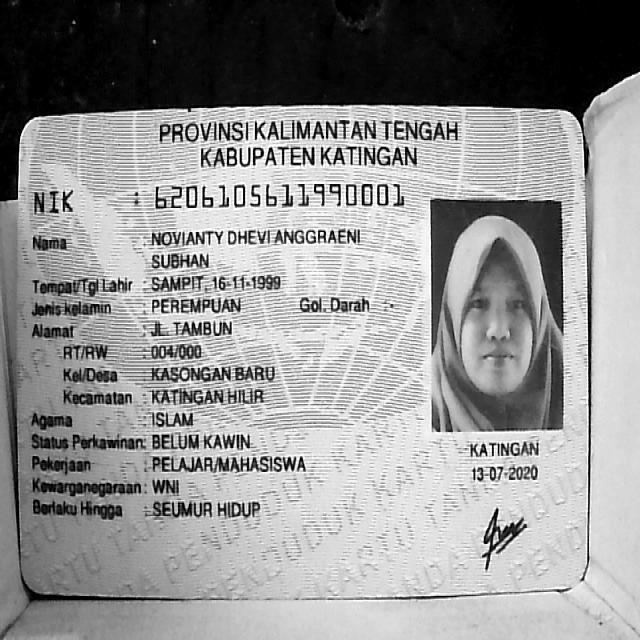 PROVINSI KALIMANTAN TENGAH
KABUPATEN KATINGAN
NIK : 6206105611990001
Nama : NOVIANTY DHEVI ANGGRAENI
SUBHAN
Tempat/Tgl Lahir : SAMPIT, 16-11-1999
Jenis kelamin : PEREMPUAN Gol. Darah : -
Alamat : JL. TAMBUN
RT/RW : 004/000
Kel/Desa : KASONGAN BARU
Kecamatan : KATINGAN HILIR
Agama : ISLAM
Status Perkawinan: BELUM KAWIN
Pekerjaan : PELAJAR/MAHASISWA
Kewarganegaraan : WNI
Berlaku Hingga : SEUMUR HIDUP
KATINGAN
13-07-2020